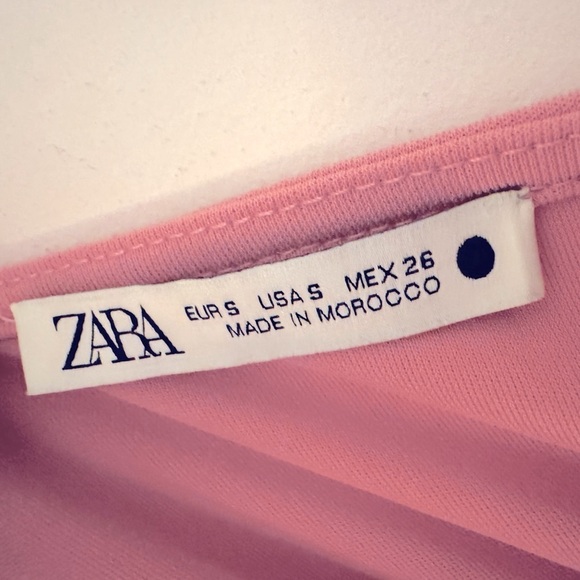 ZARA
EUR S USA S MEX 26
MADE IN MOROCCO